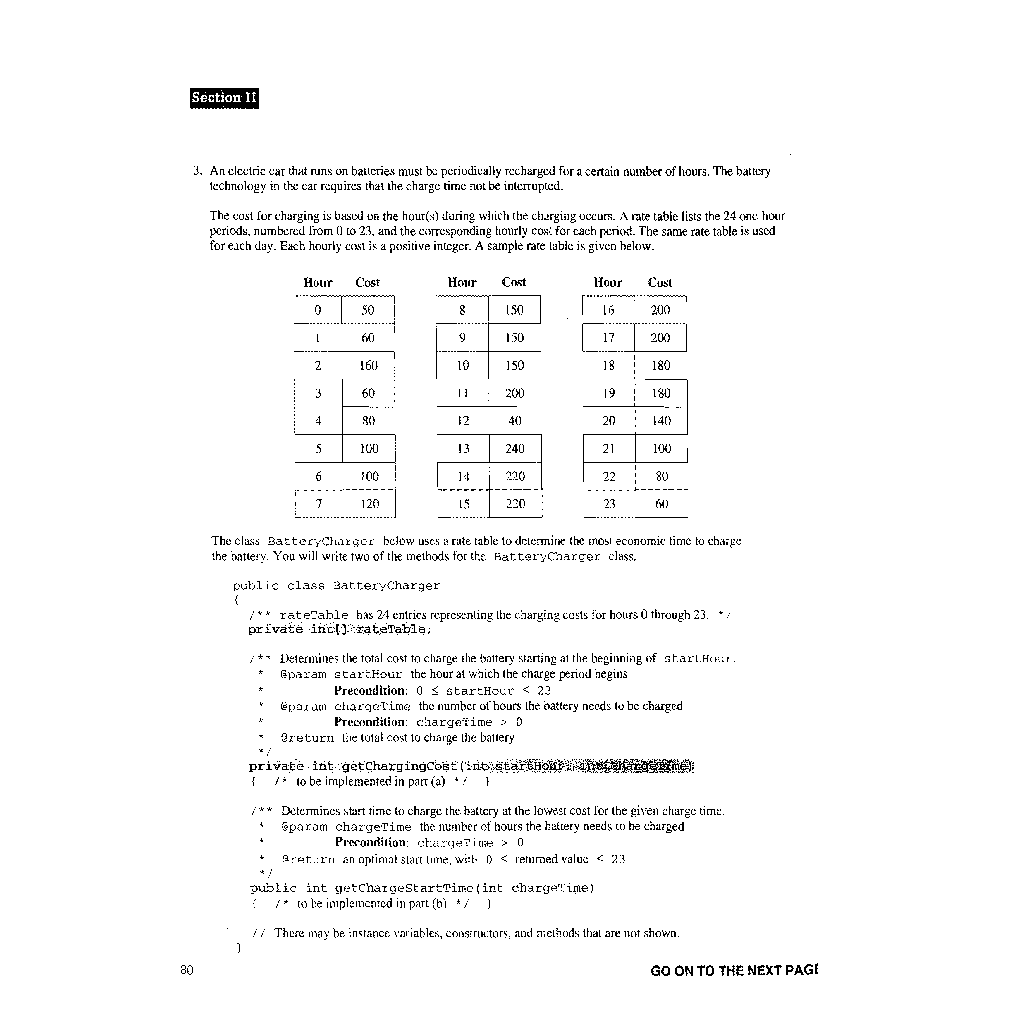 Section II
3. An electric car that runs on batteries must be periodically recharged for a certain number of hours. The battery
technology in the car requires that the charge time not be interrupted.
The cost for charging is based on the hour(s) during which the charging occurs. A rate table lists the 24 one-hour
periods, numbered from 0 to 23, and the corresponding hourly cost for each period. The same rate table is used
for each day. Each hourly cost is a positive integer. A sample rate table is given below.
Hour Cost Hour Cost Hour Cost
0 50 8 150 16 200
1 60 9 150 17 200
2 160 10 150 18 180
3 60 11 200 19 180
4 80 12 40 20 140
5 100 13 240 21 100
6 100 14 220 22 80
7 120 15 220 23 60
The class BatteryCharger below uses a rate table to determine the most economic time to charge
the battery. You will write two of the methods for the BatteryCharger class.
public class BatteryCharger
{
/** rateTable has 24 entries representing the charging costs for hours 0 through 23. */
private int[] rateTable;
/** Determines the total cost to charge the battery starting at the beginning of startHour.
* @param startHour the hour at which the charge period begins
* Precondition: 0 ≤ startHour ≤ 23
* @param chargeTime the number of hours the battery needs to be charged
* Precondition: chargeTime > 0
* @return the total cost to charge the battery
*/
private int getChargingCost(int startHour, int chargeTime)
{ /* to be implemented in part (a) */ }
/** Determines start time to charge the battery at the lowest cost for the given charge time.
* @param chargeTime the number of hours the battery needs to be charged
* Precondition: chargeTime > 0
* @return an optimal start time, with 0 ≤ returned value ≤ 23
*/
public int getChargeStartTime(int chargeTime)
{ /* to be implemented in part (b) */ }
// There may be instance variables, constructors, and methods that are not shown.
}
80 GO ON TO THE NEXT PAGE